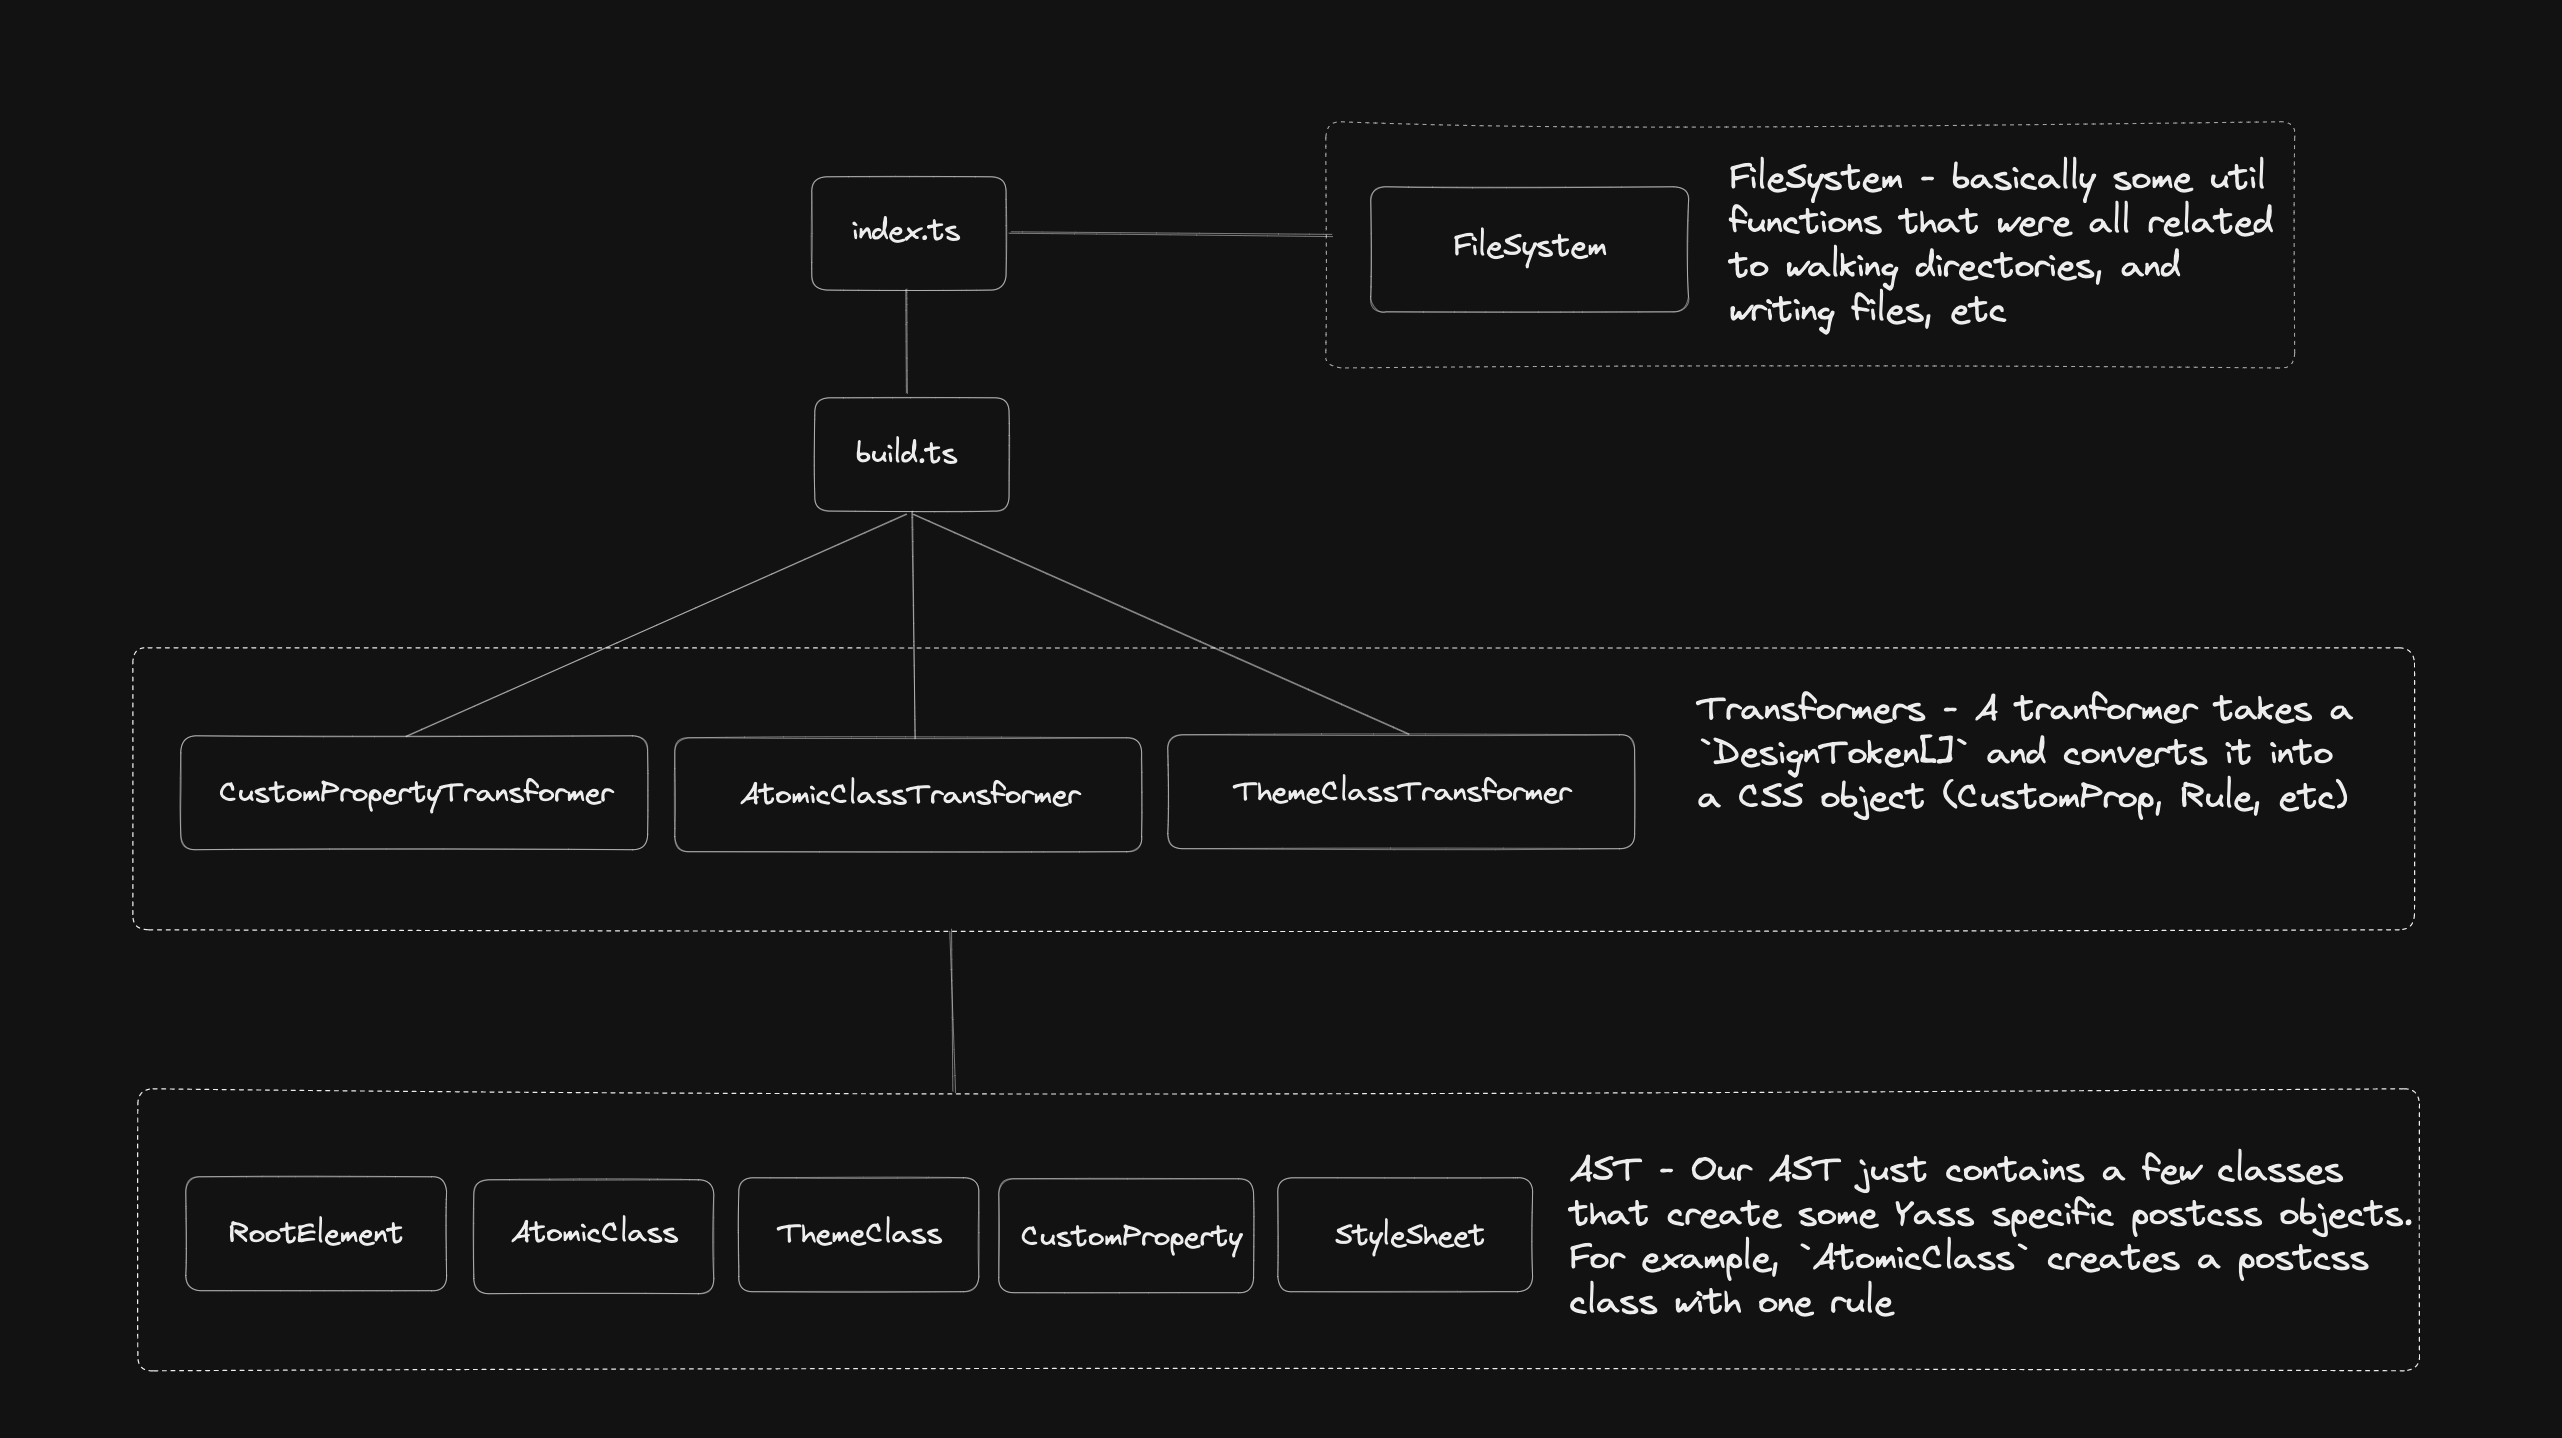 index.ts
FileSystem
FileSystem - basically some util
functions that were all related
to walking directories, and
writing files, etc
build.ts
CustomPropertyTransformer
AtomicClassTransformer
ThemeClassTransformer
Transformers - A tranformer takes a
`DesignToken[]` and converts it into
a CSS object (CustomProp, Rule, etc)
RootElement
AtomicClass
ThemeClass
CustomProperty
StyleSheet
AST - Our AST just contains a few classes
that create some Yass specific postcss objects.
For example, `AtomicClass` creates a postcss
class with one rule